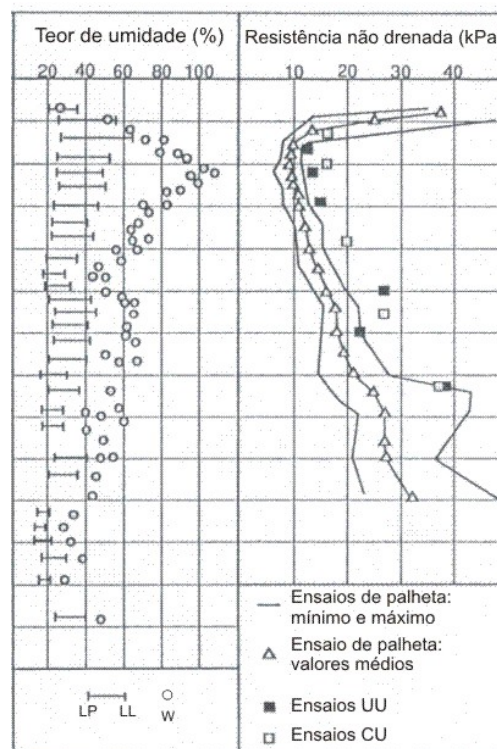 Teor de umidade (%)
Resistência não drenada (kPa
20 40 60 80 100
10 20 30 40
Ensaios de palheta:
mínimo e máximo
Ensaio de palheta:
valores médios
Ensaios UU
Ensaios CU
LP LL W